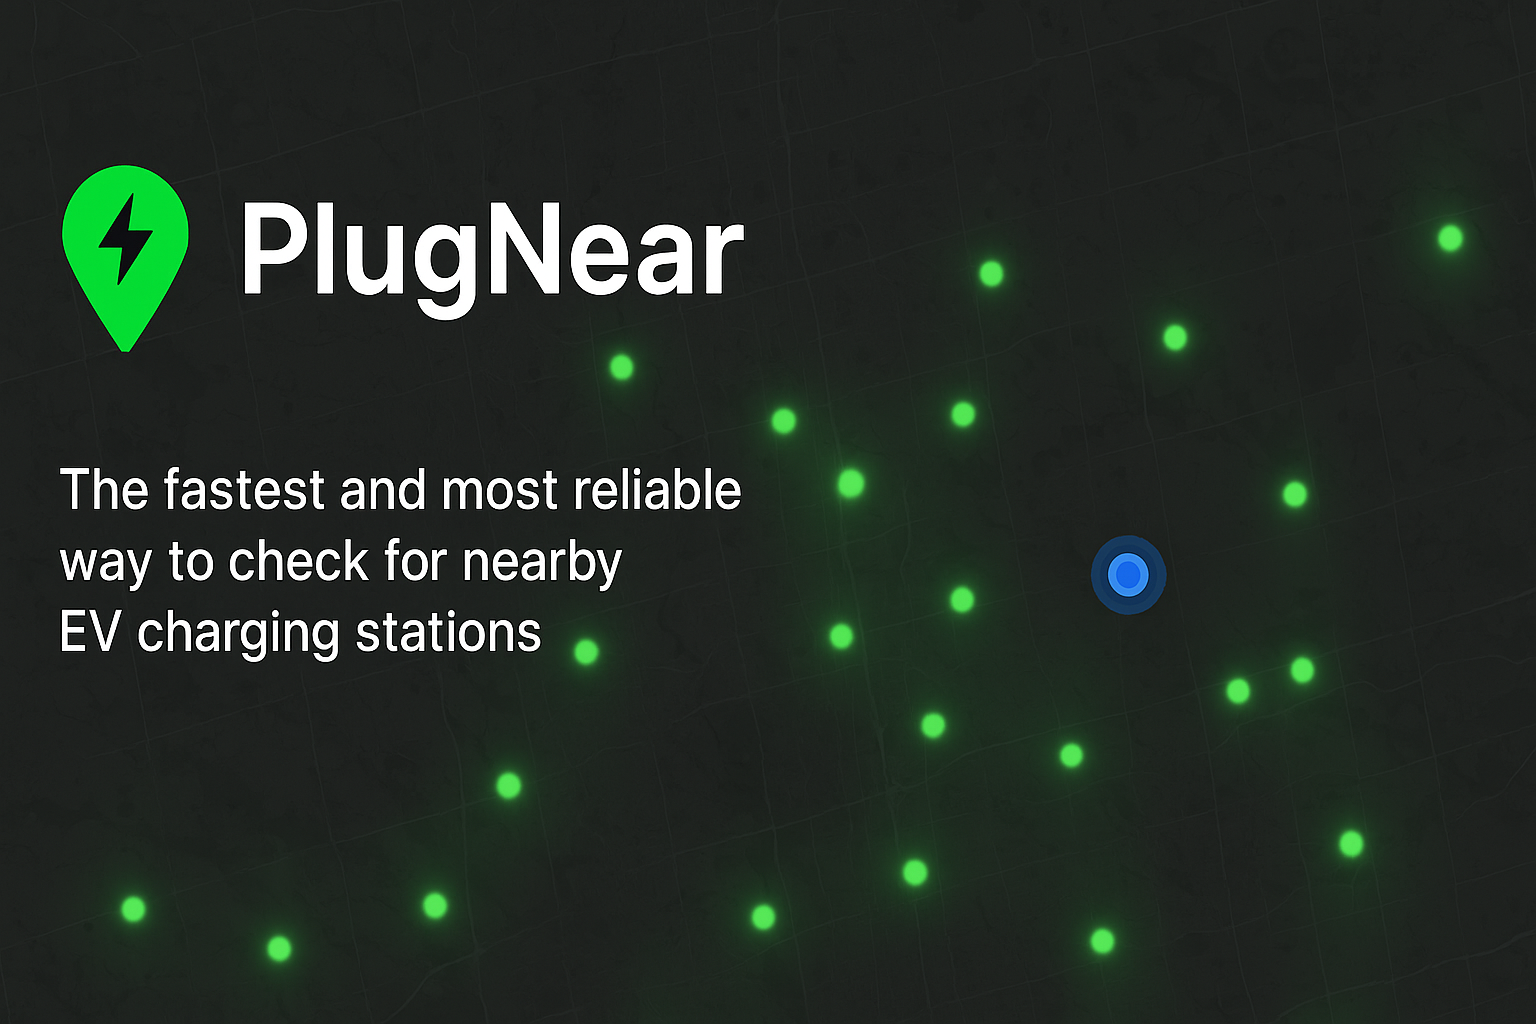 PlugNear
The fastest and most reliable
way to check for nearby
EV charging stations